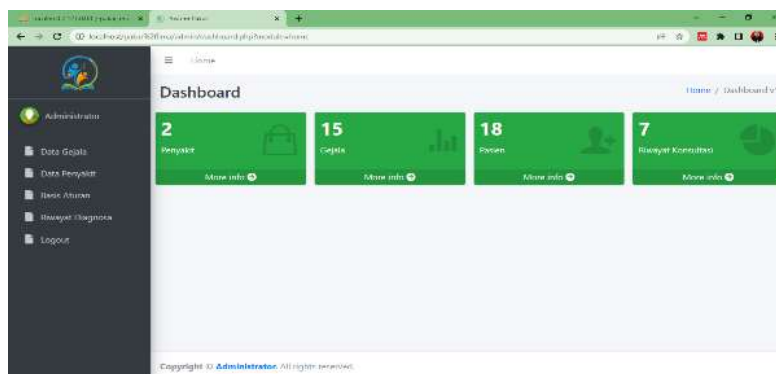 Home
Dashboard
Home / Dashboard v1
Administrator
Data Gejala
Data Penyakit
Basis Aturan
Riwayat Diagnosa
Logout
2
Penyakit
More info
15
Gejala
More info
18
Pasien
More info
7
Riwayat Konsultasi
More info
Copyright © Administrator. All rights reserved.